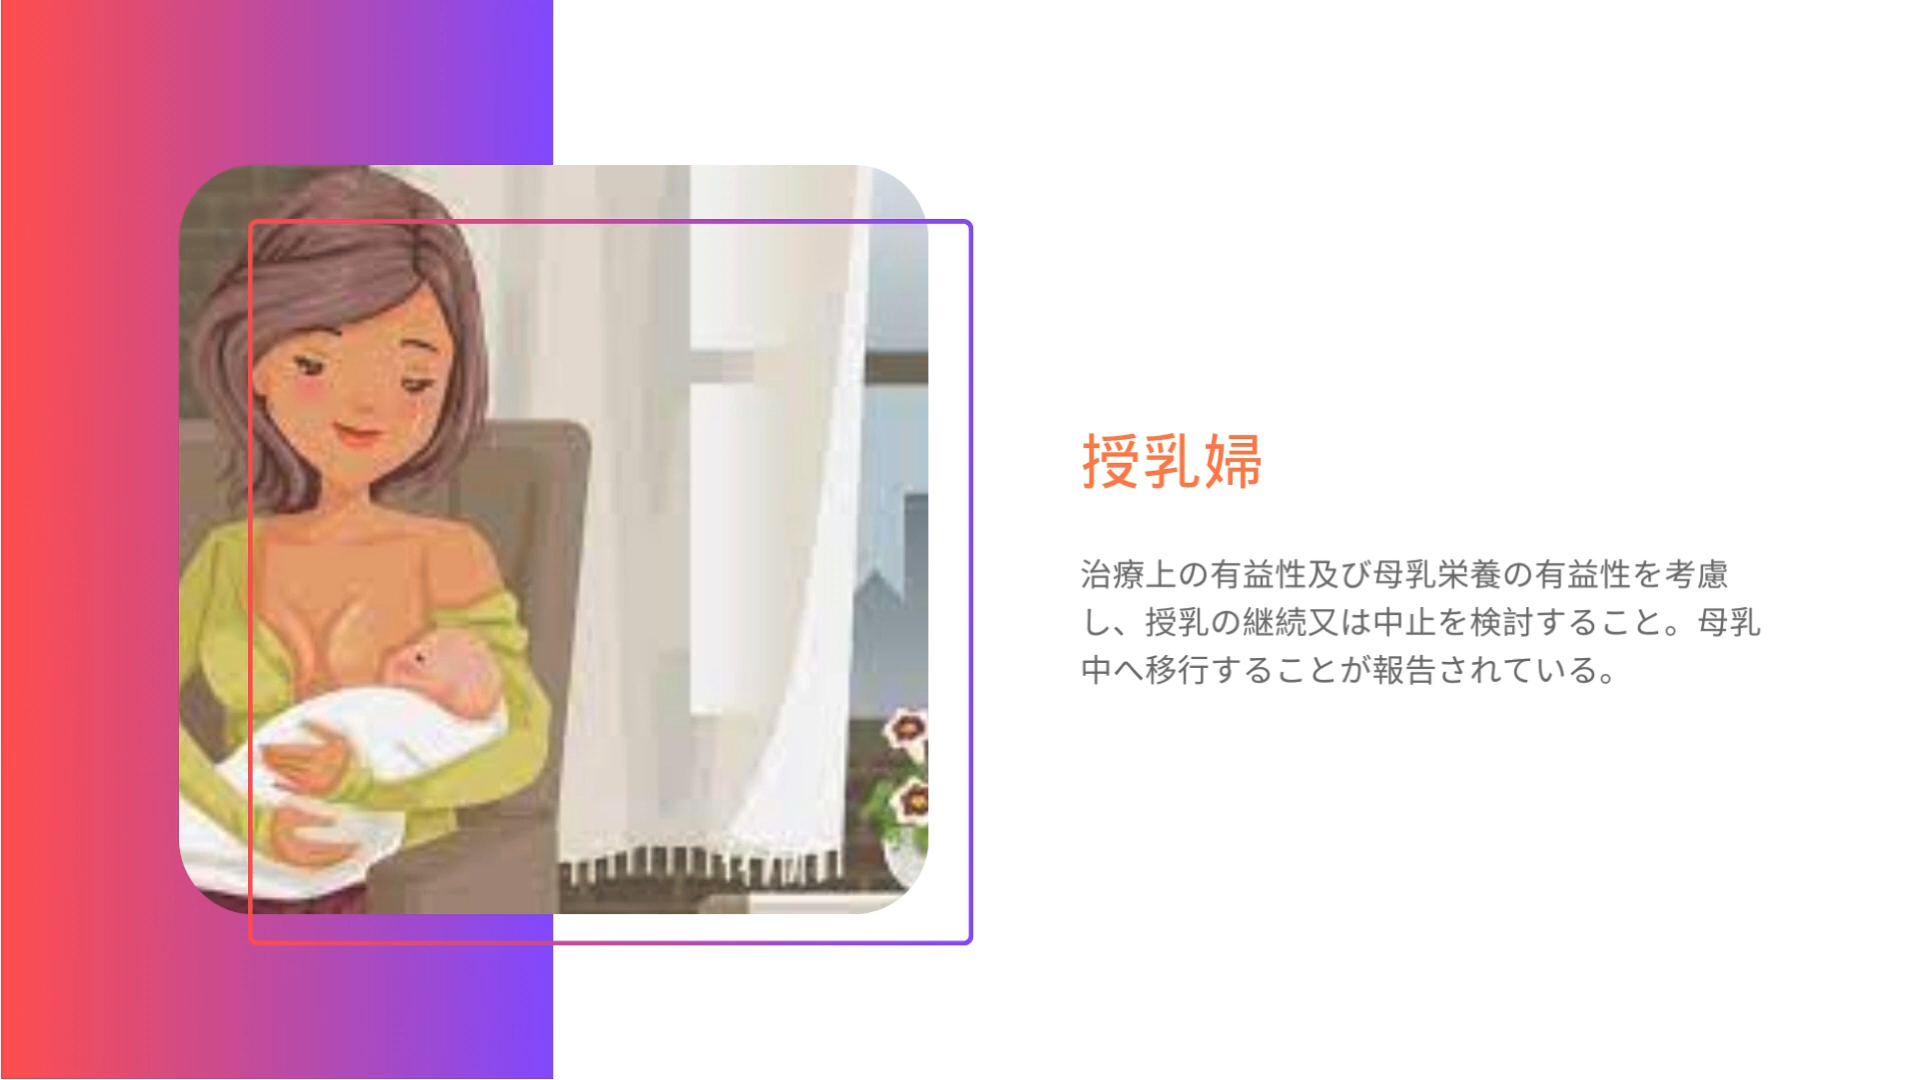 授乳婦
治療上の有益性及び母乳栄養の有益性を考慮
し、授乳の継続又は中止を検討すること。母乳
中へ移行することが報告されている。